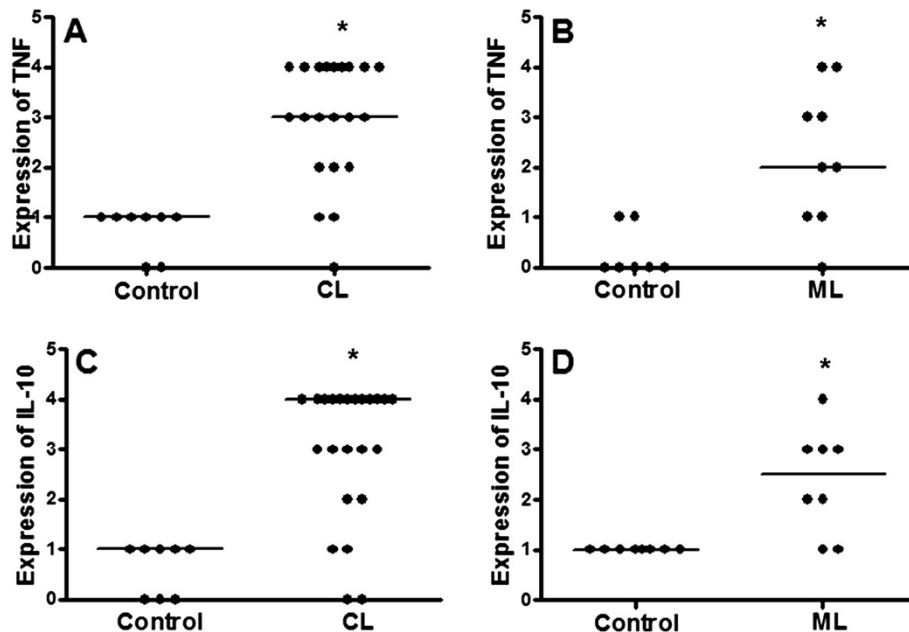 A
Expression of TNF
5
4
3
2
1
0
*
Control CL
B
Expression of TNF
5
4
3
2
1
0
*
Control ML
C
Expression of IL-10
5
4
3
2
1
0
*
Control CL
D
Expression of IL-10
5
4
3
2
1
0
*
Control ML